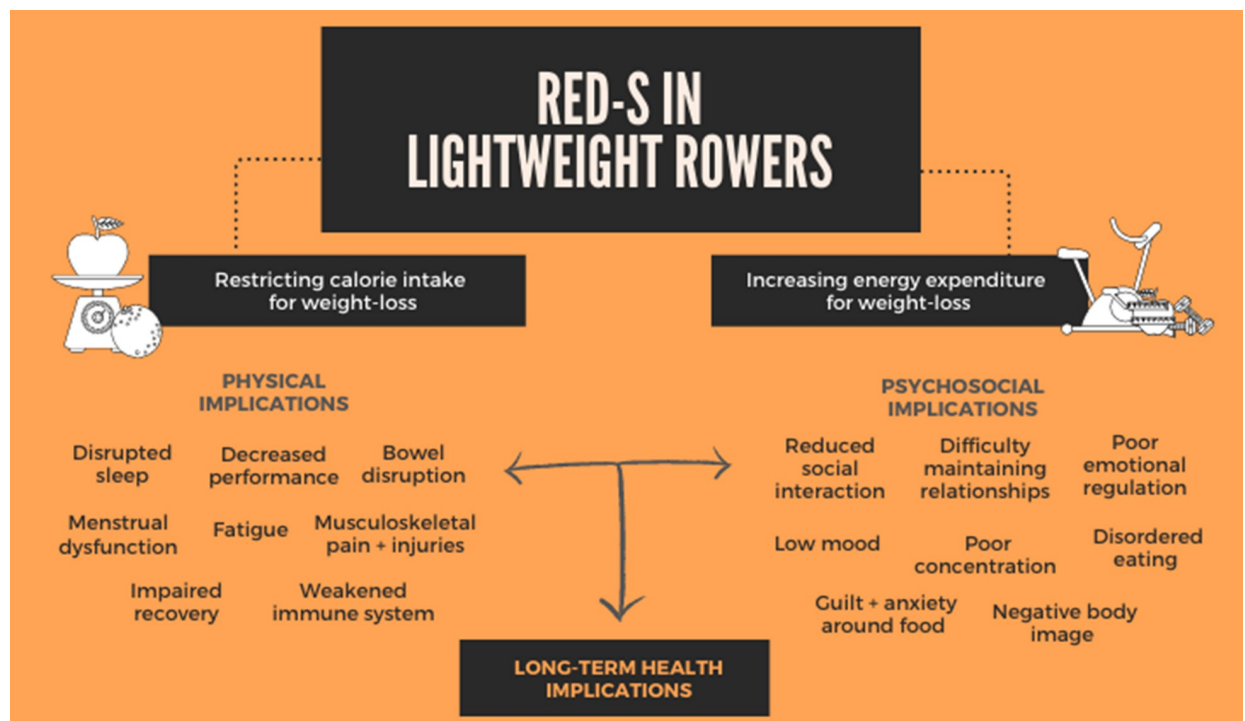 RED-S IN
LIGHTWEIGHT ROWERS
Restricting calorie intake
for weight-loss
Increasing energy expenditure
for weight-loss
PHYSICAL
IMPLICATIONS
Disrupted
sleep
Decreased
performance
Bowel
disruption
Menstrual
dysfunction
Fatigue
Musculoskeletal
pain + injuries
Impaired
recovery
Weakened
immune system
PSYCHOSOCIAL
IMPLICATIONS
Reduced
social
interaction
Difficulty
maintaining
relationships
Poor
emotional
regulation
Low mood
Poor
concentration
Disordered
eating
Guilt + anxiety
around food
Negative body
image
LONG-TERM HEALTH
IMPLICATIONS